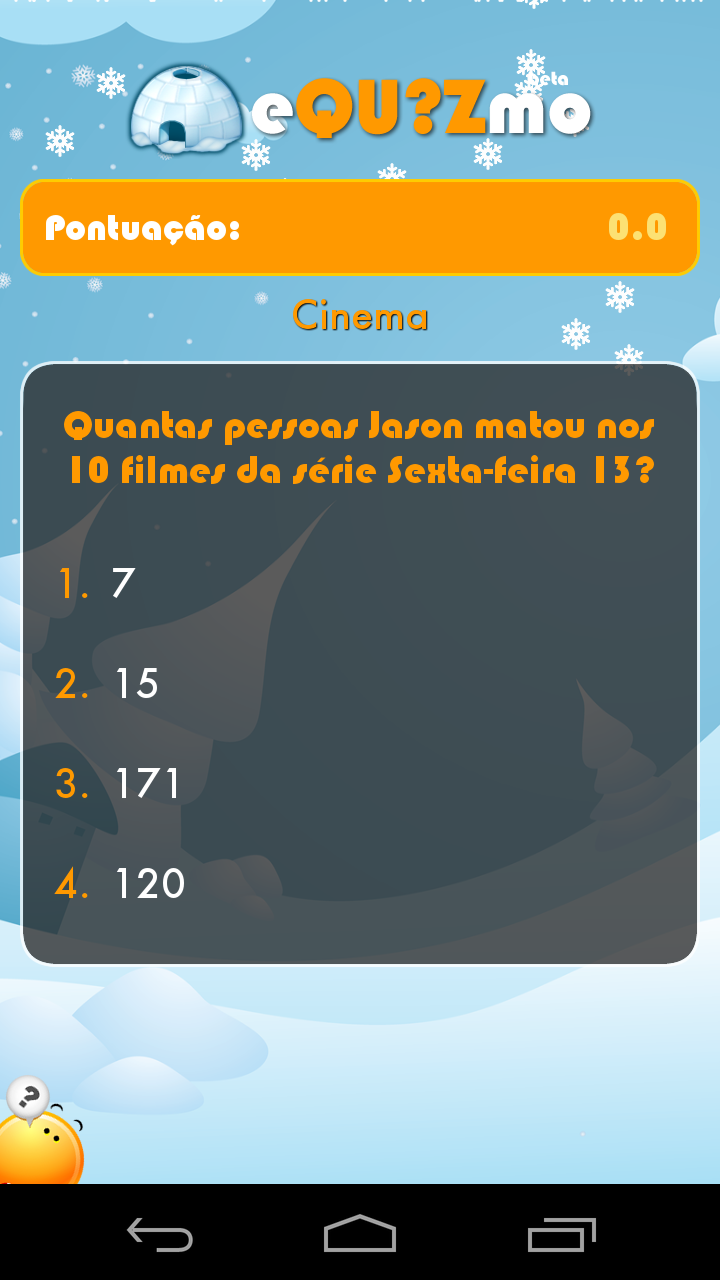 beta
eQU?Zmo
Pontuação: 0.0
Cinema
Quantas pessoas Jason matou nos
10 filmes da série Sexta-feira 13?
1. 7
2. 15
3. 171
4. 120
?